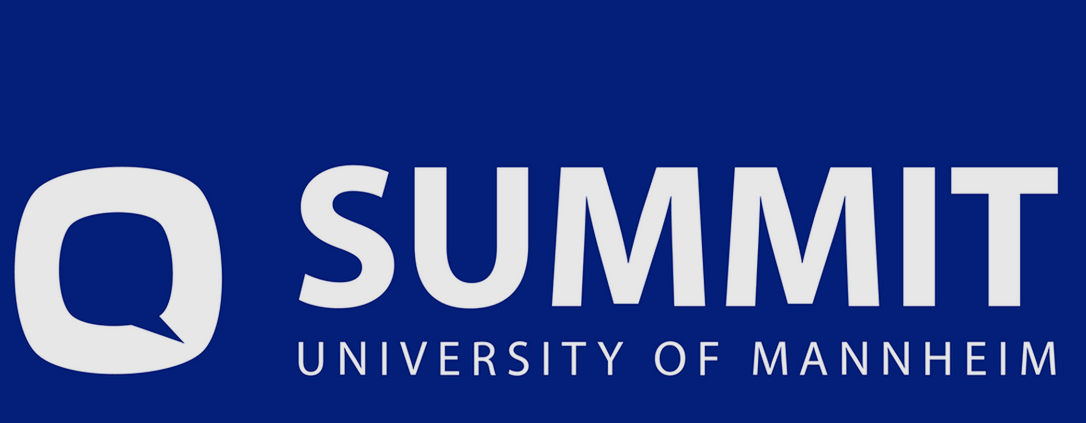 Q SUMMIT
UNIVERSITY OF MANNHEIM